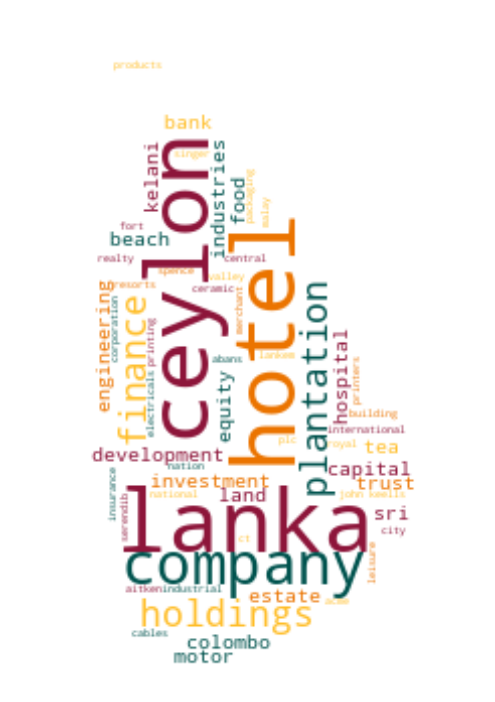 products
bank
singer
kelani
ceylon
industries
food
packaging
malay
fort
beach
hotel
realty
central
spence
valley
resorts
ceramic
engineering
corporation
finance
printing
electricals
merchant
plantation
abans
lankem
equity
hospital
printers
building
international
plc
royal
tea
development
nation
capital
insurance
serendib
investment
trust
national
land
john keells
lanka
sri
city
ct
company
leisure
aitken
industrial
estate
holdings
cables
colombo
motor